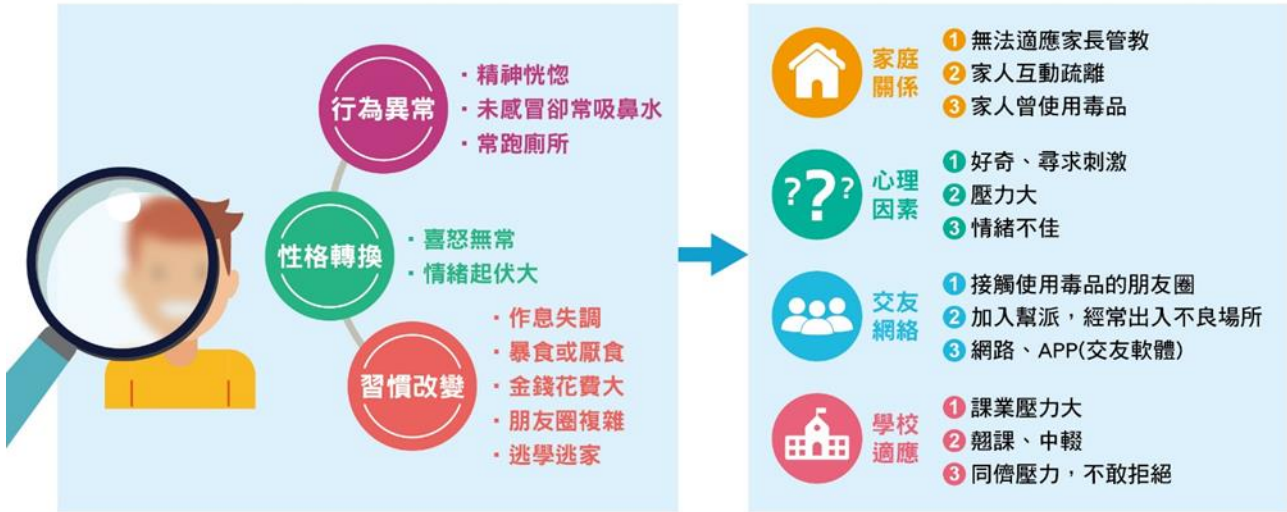 行為異常
・精神恍惚
・未感冒卻常吸鼻水
・常跑廁所
性格轉換
・喜怒無常
・情緒起伏大
習慣改變
・作息失調
・暴食或厭食
・金錢花費大
・朋友圈複雜
・逃學逃家
家庭
關係
1 無法適應家長管教
2 家人互動疏離
3 家人曾使用毒品
???
心理
因素
1 好奇、尋求刺激
2 壓力大
3 情緒不佳
交友
網絡
1 接觸使用毒品的朋友圈
2 加入幫派，經常出入不良場所
3 網路、APP(交友軟體)
學校
適應
1 課業壓力大
2 翹課、中輟
3 同儕壓力，不敢拒絕